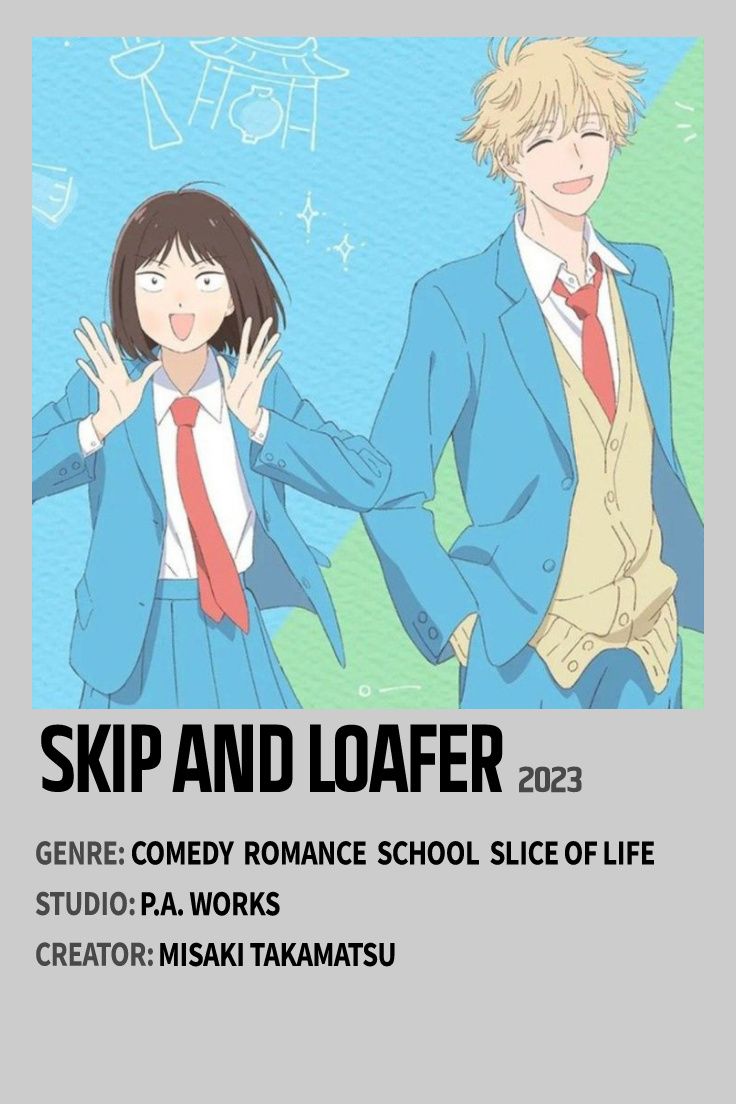 SKIP AND LOAFER 2023
GENRE: COMEDY ROMANCE SCHOOL SLICE OF LIFE
STUDIO: P.A. WORKS
CREATOR: MISAKI TAKAMATSU